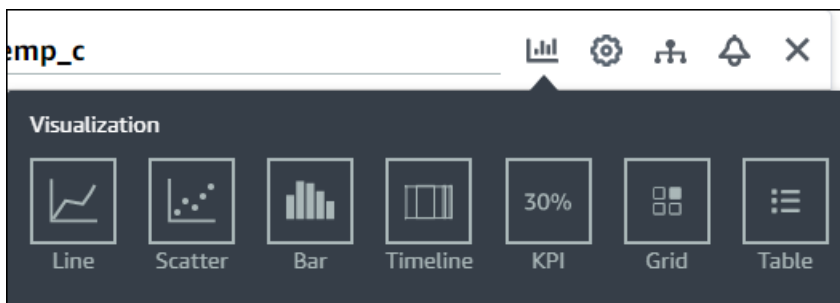 emp_c
Visualization
30%
Line Scatter Bar Timeline KPI Grid Table